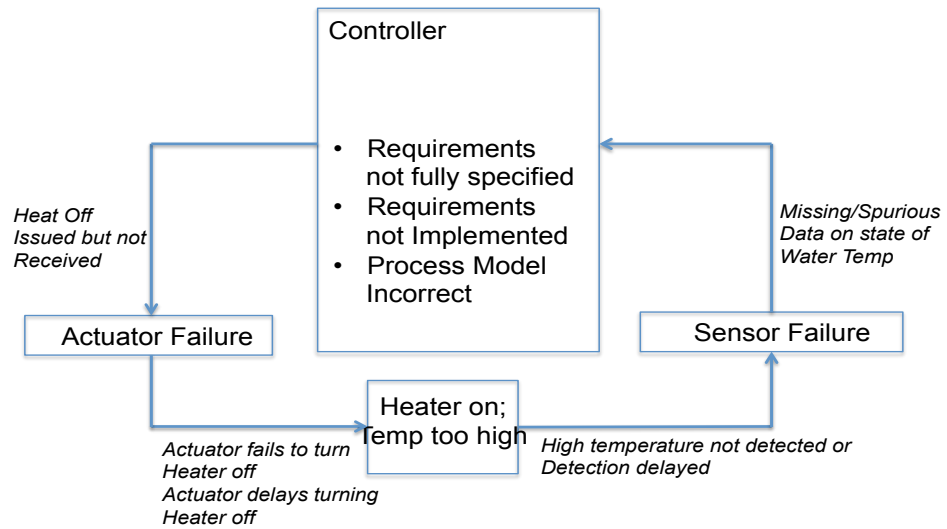 Controller
• Requirements
not fully specified
• Requirements
not Implemented
• Process Model
Incorrect
Heat Off
Issued but not
Received
Missing/Spurious
Data on state of
Water Temp
Actuator Failure
Sensor Failure
Heater on;
Temp too high
Actuator fails to turn
Heater off
Actuator delays turning
Heater off
High temperature not detected or
Detection delayed